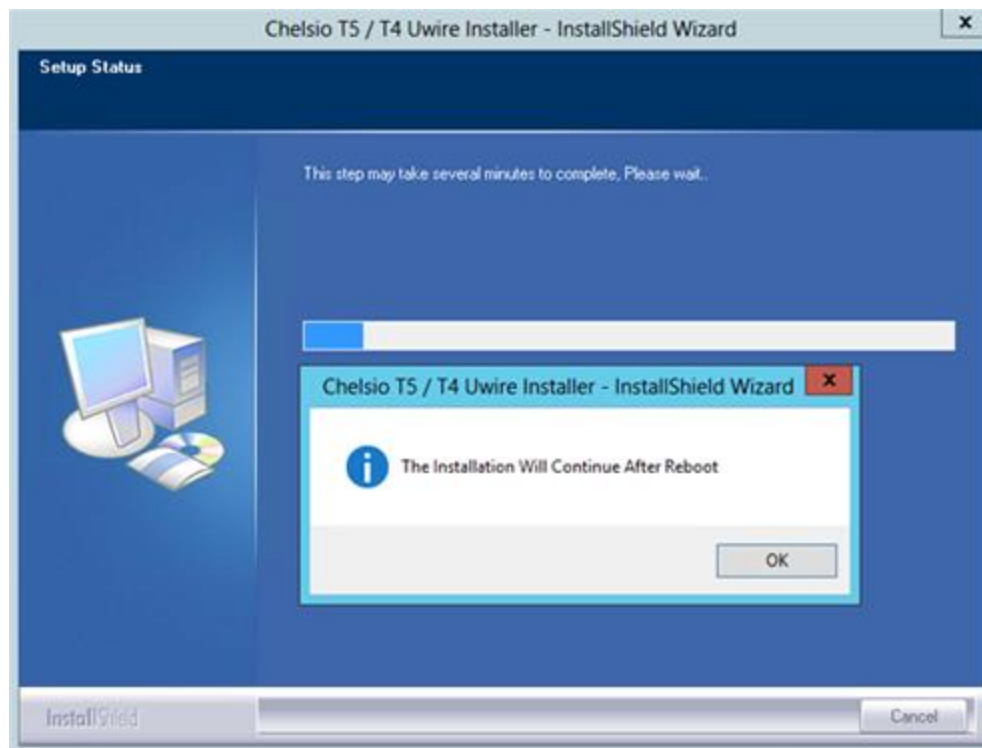 Chelsio T5 / T4 Uwire Installer - InstallShield Wizard
x
Setup Status
This step may take several minutes to complete, Please wait..
Chelsio T5 / T4 Uwire Installer - InstallShield Wizard
x
i
The Installation Will Continue After Reboot
OK
InstallShield
Cancel